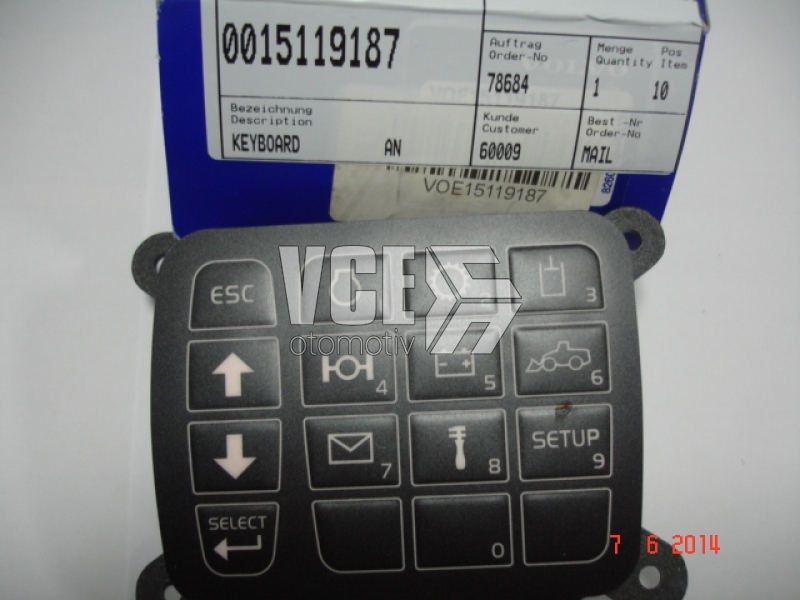 0015119187
Auftrag
Order-No
78684
Menge
Quantity
1
Pos
Item
10
Bezeichnung
Description
KEYBOARD AN
Kunde
Customer
60009
Best -Nr
Order-No
MAIL
VOE15119187
VCE
otomotiv
ESC
2
3
4
5
6
7
8
SETUP
9
SELECT
0
7 6 2014